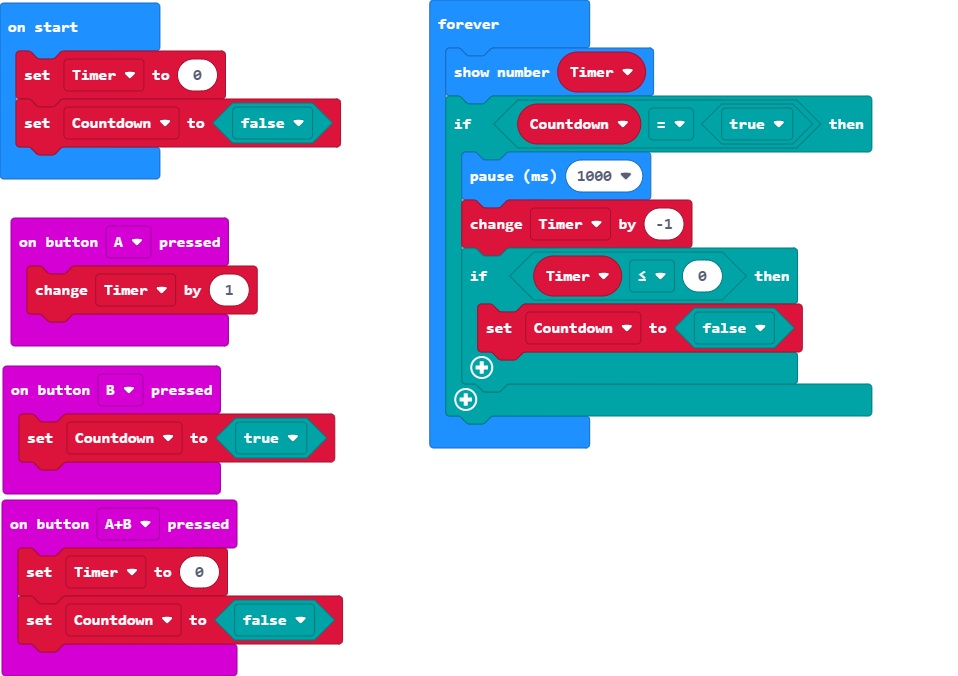 on start
set Timer to 0
set Countdown to false
on button A pressed
change Timer by 1
on button B pressed
set Countdown to true
on button A+B pressed
set Timer to 0
set Countdown to false
forever
show number Timer
if Countdown = true then
pause (ms) 1000
change Timer by -1
if Timer ≤ 0 then
set Countdown to false